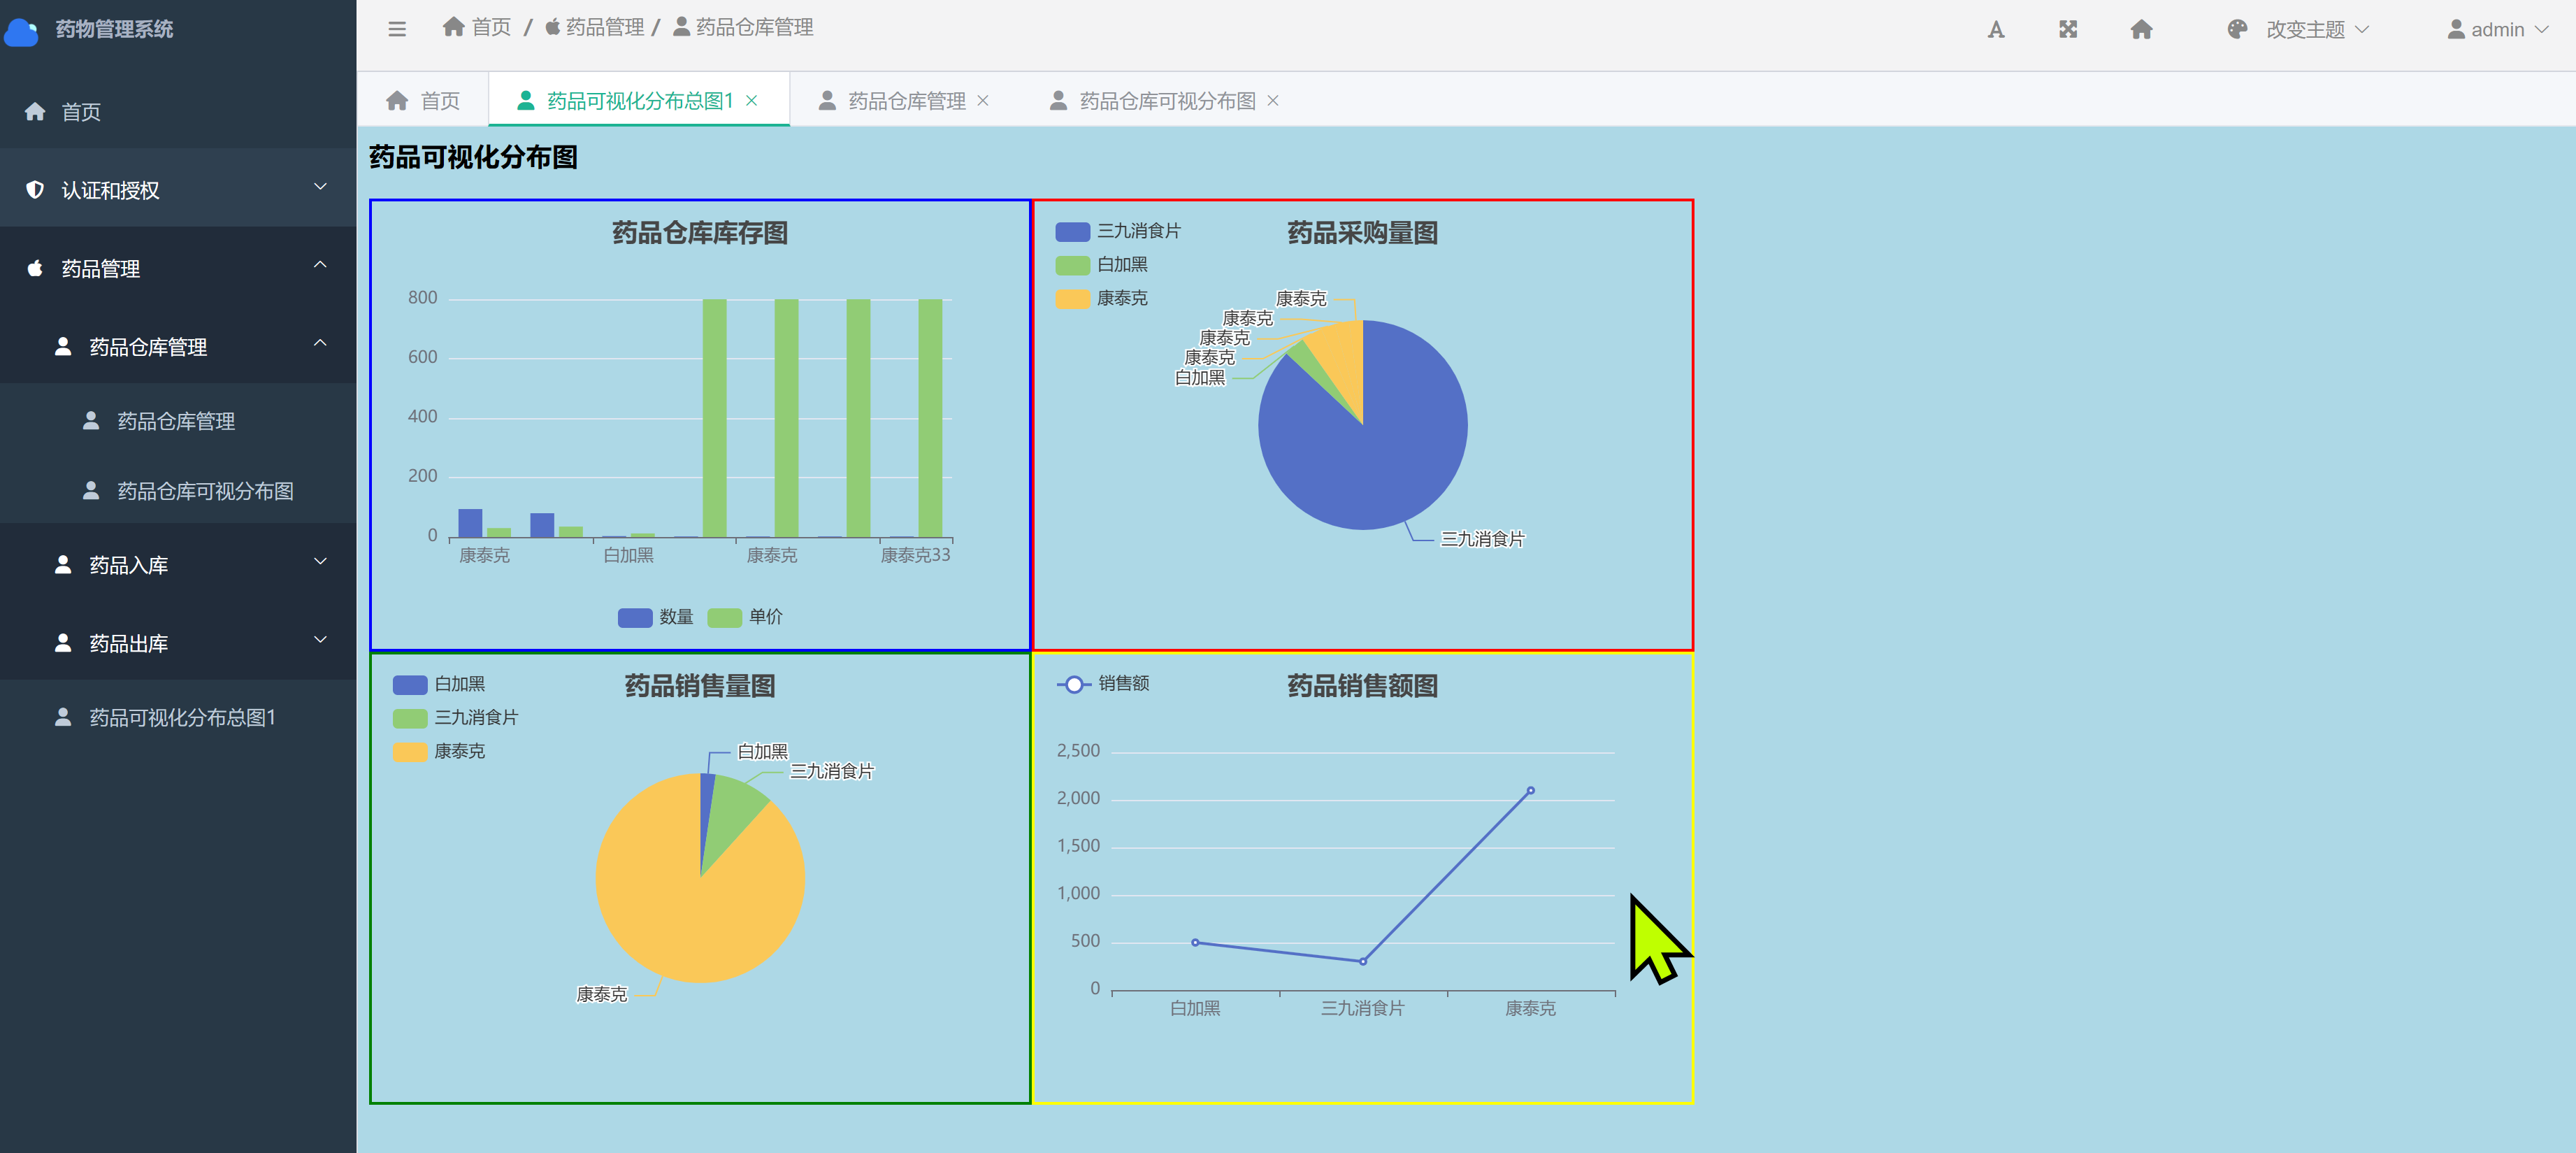 药物管理系统
首页
认证和授权
药品管理
药品仓库管理
药品仓库管理
药品仓库可视分布图
药品入库
药品出库
药品可视化分布总图1
首页 / 药品管理 / 药品仓库管理
改变主题
admin
首页
药品可视化分布总图1
药品仓库管理
药品仓库可视分布图
药品可视化分布图
药品仓库库存图
800
600
400
200
0
康泰克
白加黑
康泰克
康泰克33
数量
单价
三九消食片
白加黑
康泰克
药品采购量图
康泰克
康泰克
康泰克
康泰克
白加黑
三九消食片
白加黑
三九消食片
康泰克
药品销售量图
白加黑
三九消食片
康泰克
销售额
药品销售额图
2,500
2,000
1,500
1,000
500
0
白加黑
三九消食片
康泰克